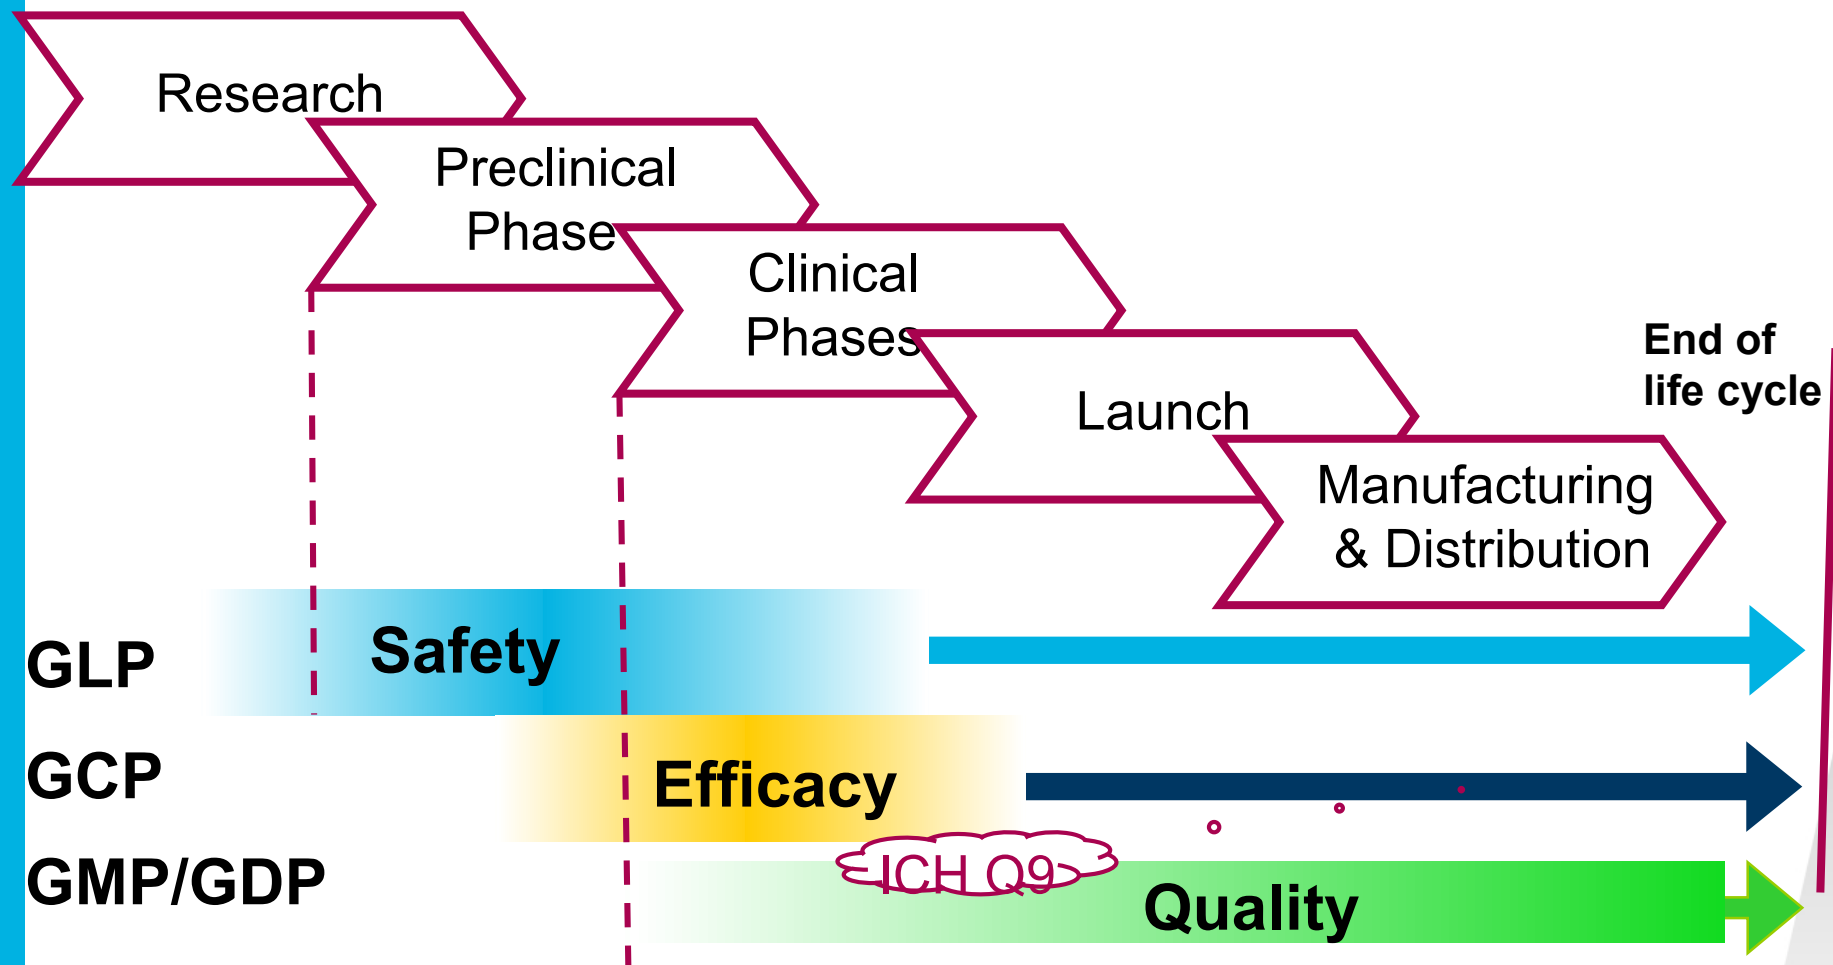 Research
Preclinical
Phase
Clinical
Phases
Launch
End of
life cycle
Manufacturing
& Distribution
GLP
Safety
GCP
Efficacy
GMP/GDP
ICH Q9
Quality